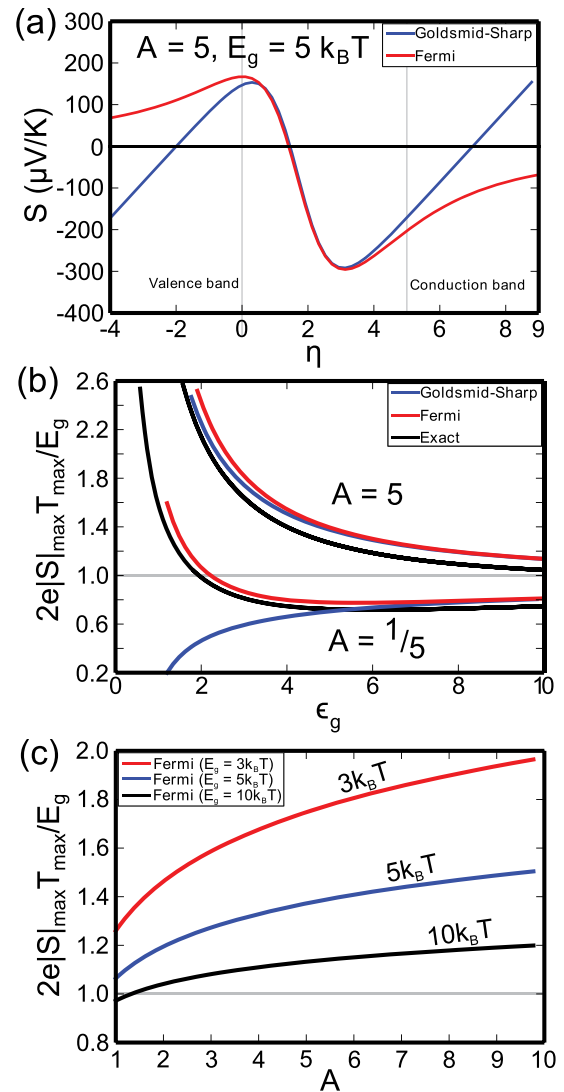 (a)
A = 5, E_g = 5 k_BT
Goldsmid-Sharp
Fermi
S (µV/K)
300
200
100
0
-100
-200
-300
-400
Valence band
Conduction band
-4
-2
0
2
4
6
8
9
η
(b)
Goldsmid-Sharp
Fermi
Exact
2e|S|_max T_max/E_g
2.6
2.2
1.8
1.4
1.0
0.6
0.2
A = 5
A = 1/5
0
2
4
6
8
10
ϵ_g
(c)
Fermi (E_g = 3k_BT)
Fermi (E_g = 5k_BT)
Fermi (E_g = 10k_BT)
2e|S|_max T_max/E_g
2.0
1.8
1.6
1.4
1.2
1.0
0.8
3k_BT
5k_BT
10k_BT
1
2
3
4
5
6
7
8
9
10
A